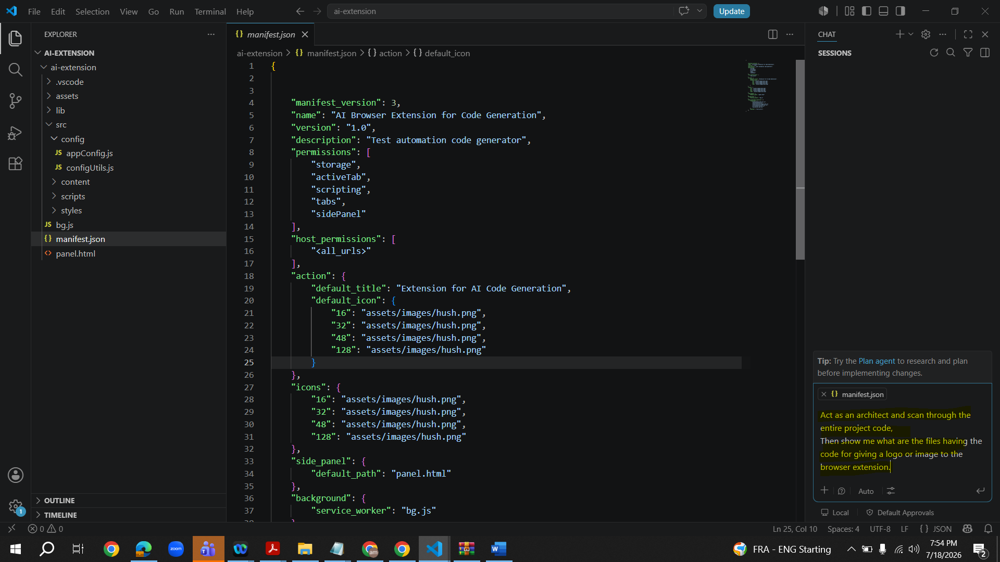 File Edit Selection View Go Run Terminal Help
ai-extension
Update
EXPLORER
AI-EXTENSION
ai-extension
.vscode
assets
lib
src
config
JS appConfig.js
JS configUtils.js
content
scripts
styles
JS bg.js
{} manifest.json
<> panel.html
OUTLINE
TIMELINE
{} manifest.json
ai-extension > {} manifest.json > {} action > {} default_icon
1 {
2
3
4 "manifest_version": 3,
5 "name": "AI Browser Extension for Code Generation",
6 "version": "1.0",
7 "description": "Test automation code generator",
8 "permissions": [
9 "storage",
10 "activeTab",
11 "scripting",
12 "tabs",
13 "sidePanel"
14 ],
15 "host_permissions": [
16 "<all_urls>"
17 ],
18 "action": {
19 "default_title": "Extension for AI Code Generation",
20 "default_icon": {
21 "16": "assets/images/hush.png",
22 "32": "assets/images/hush.png",
23 "48": "assets/images/hush.png",
24 "128": "assets/images/hush.png"
25 }
26 },
27 "icons": {
28 "16": "assets/images/hush.png",
29 "32": "assets/images/hush.png",
30 "48": "assets/images/hush.png",
31 "128": "assets/images/hush.png"
32 },
33 "side_panel": {
34 "default_path": "panel.html"
35 },
36 "background": {
37 "service_worker": "bg.js"
CHAT
SESSIONS
Tip: Try the Plan agent to research and plan
before implementing changes.
{} manifest.json
Act as an architect and scan through the
entire project code,
Then show me what are the files having the
code for giving a logo or image to the
browser extension.
Auto
Local
Default Approvals
1
0 0
Ln 25, Col 10
Spaces: 4
UTF-8
LF
{} JSON
zoom
T
am
W
FRA - ENG Starting
7:54 PM
7/18/2026
2